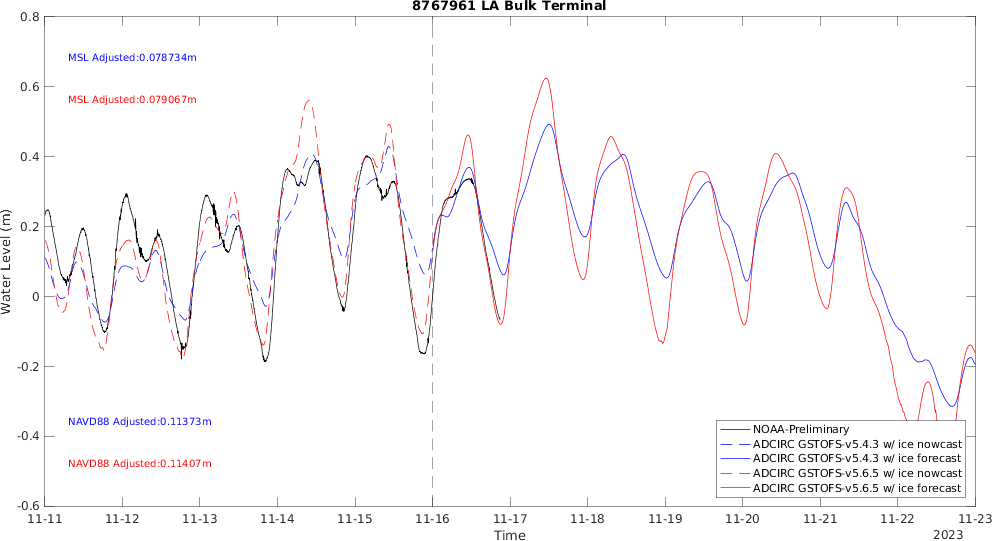 8767961 LA Bulk Terminal
0.8
0.6
0.4
0.2
0
-0.2
-0.4
-0.6
Water Level (m)
MSL Adjusted:0.078734m
MSL Adjusted:0.079067m
NAVD88 Adjusted:0.11373m
NAVD88 Adjusted:0.11407m
NOAA-Preliminary
ADCIRC GSTOFS-v5.4.3 w/ ice nowcast
ADCIRC GSTOFS-v5.4.3 w/ ice forecast
ADCIRC GSTOFS-v5.6.5 w/ ice nowcast
ADCIRC GSTOFS-v5.6.5 w/ ice forecast
11-11 11-12 11-13 11-14 11-15 11-16 11-17 11-18 11-19 11-20 11-21 11-22 11-23
Time
2023